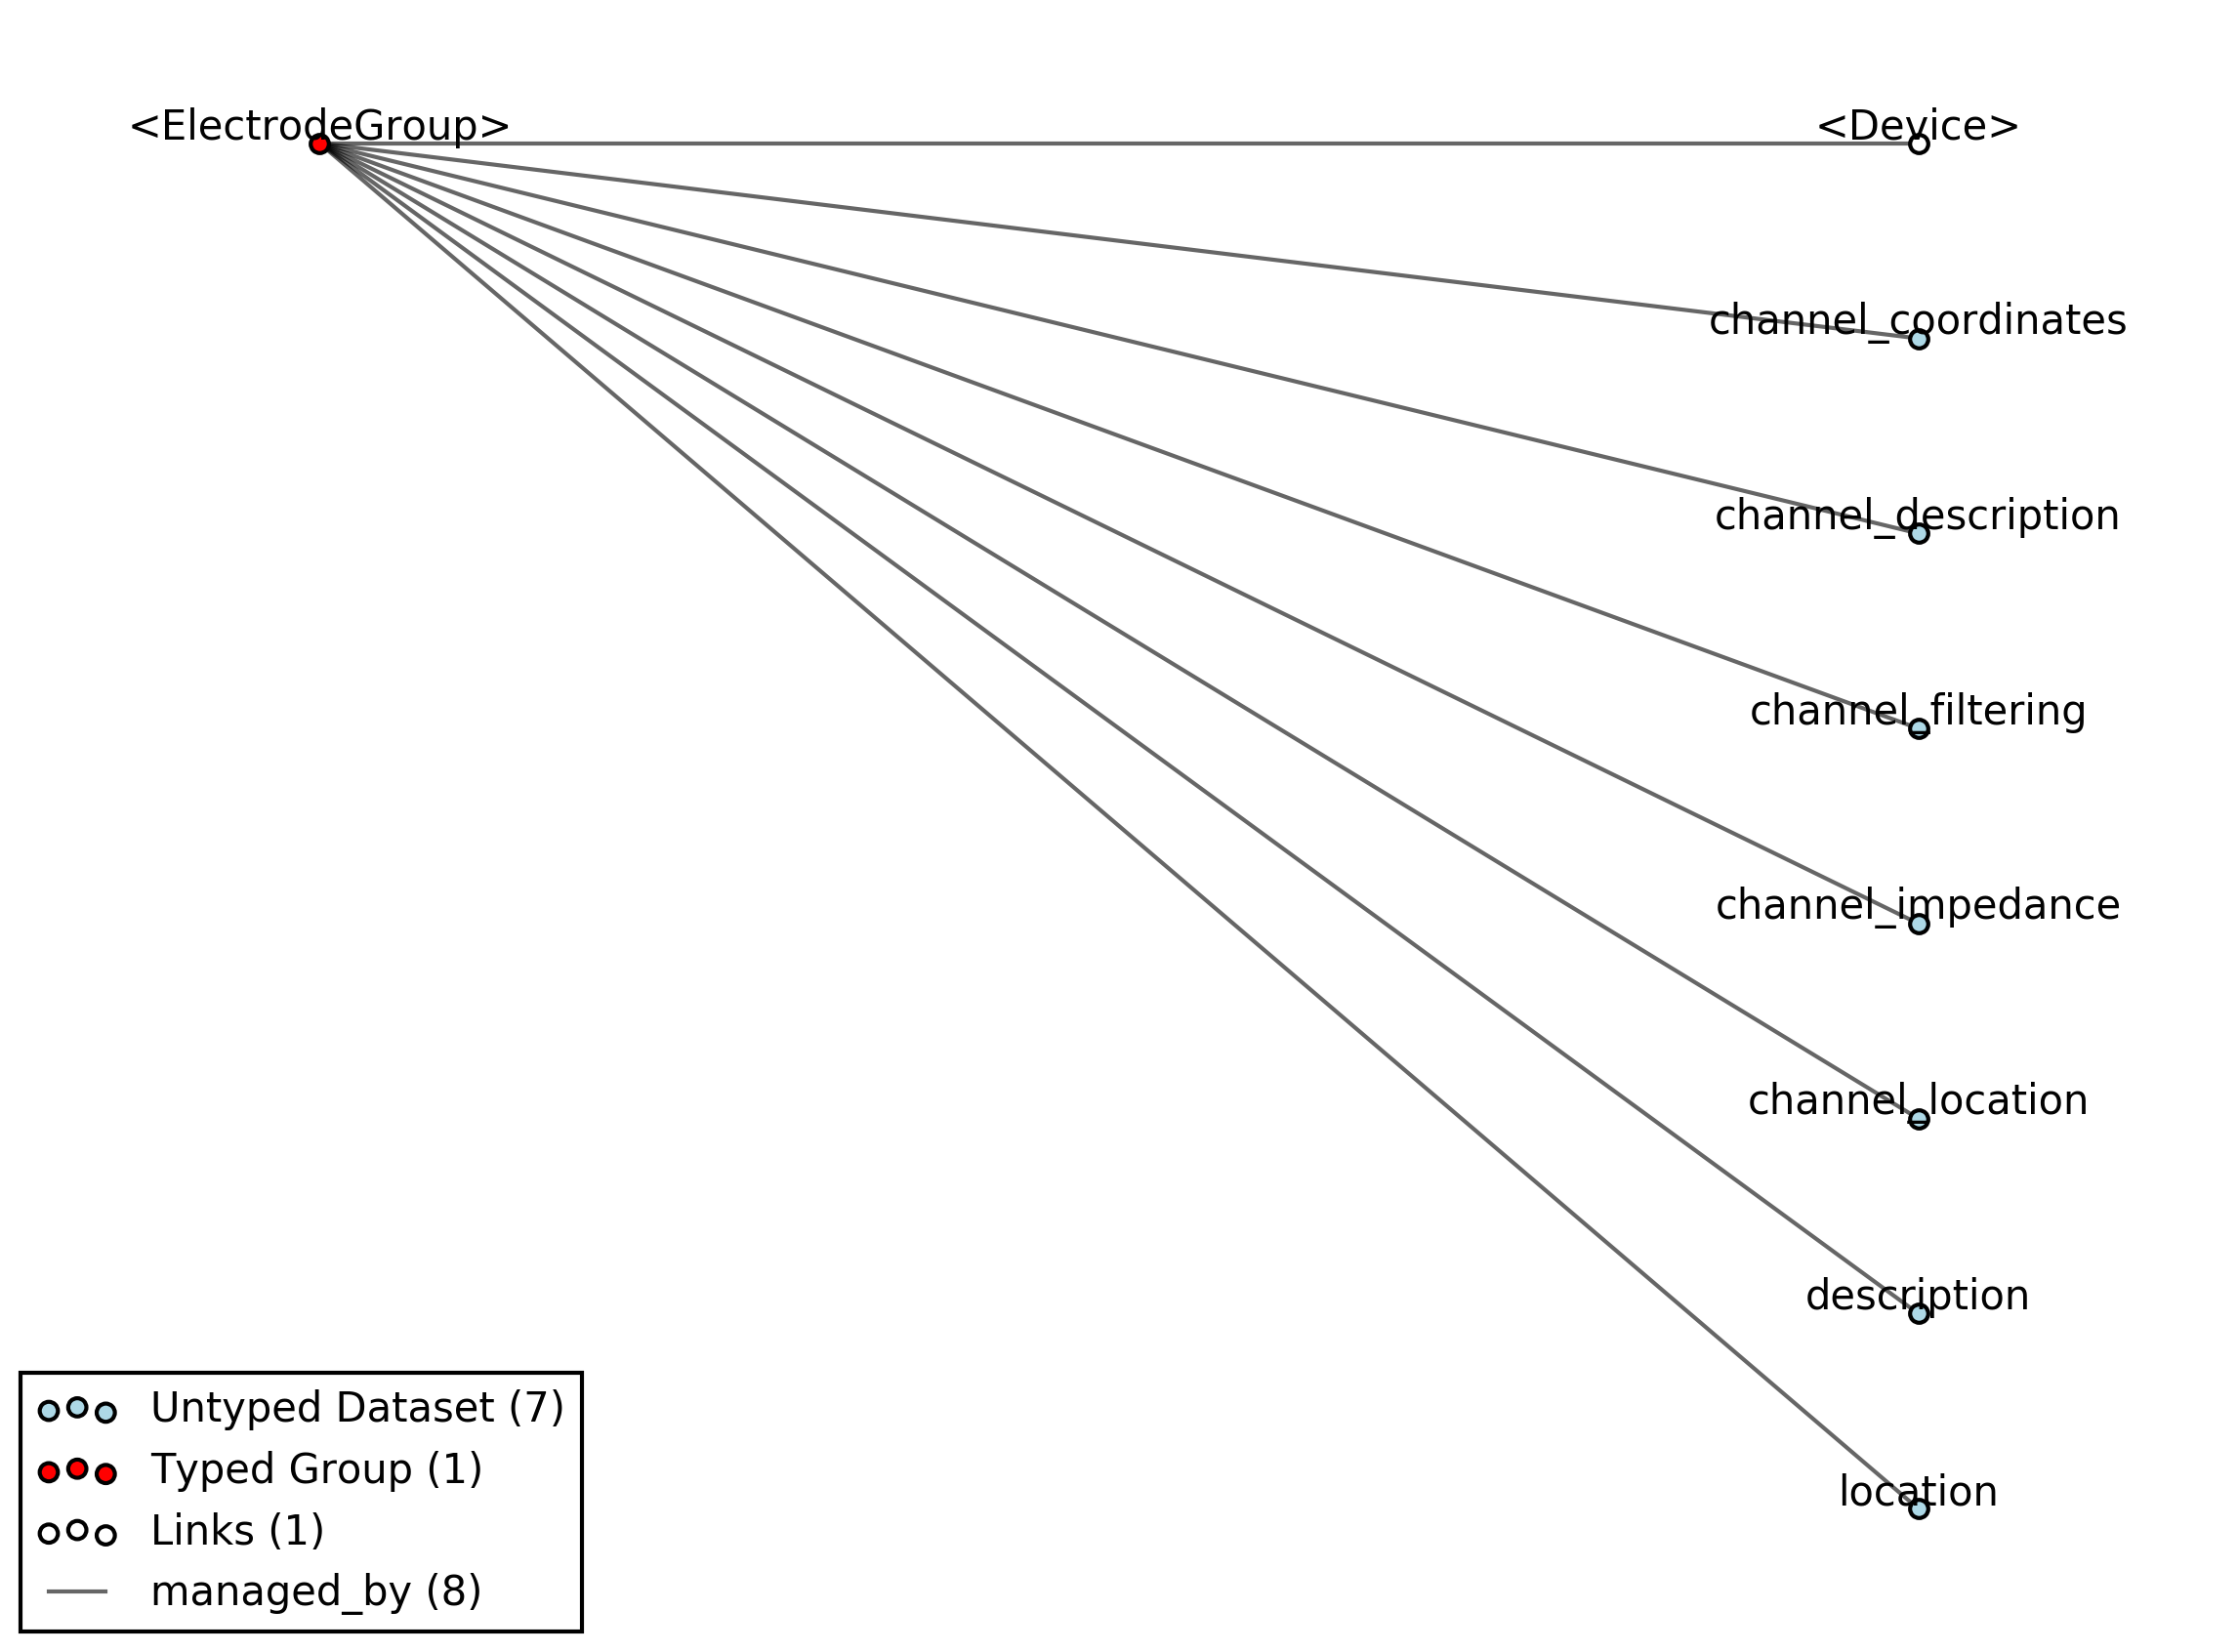 <ElectrodeGroup>
<Device>
channel_coordinates
channel_description
channel_filtering
channel_impedance
channel_location
description
location
Untyped Dataset (7)
Typed Group (1)
Links (1)
managed_by (8)